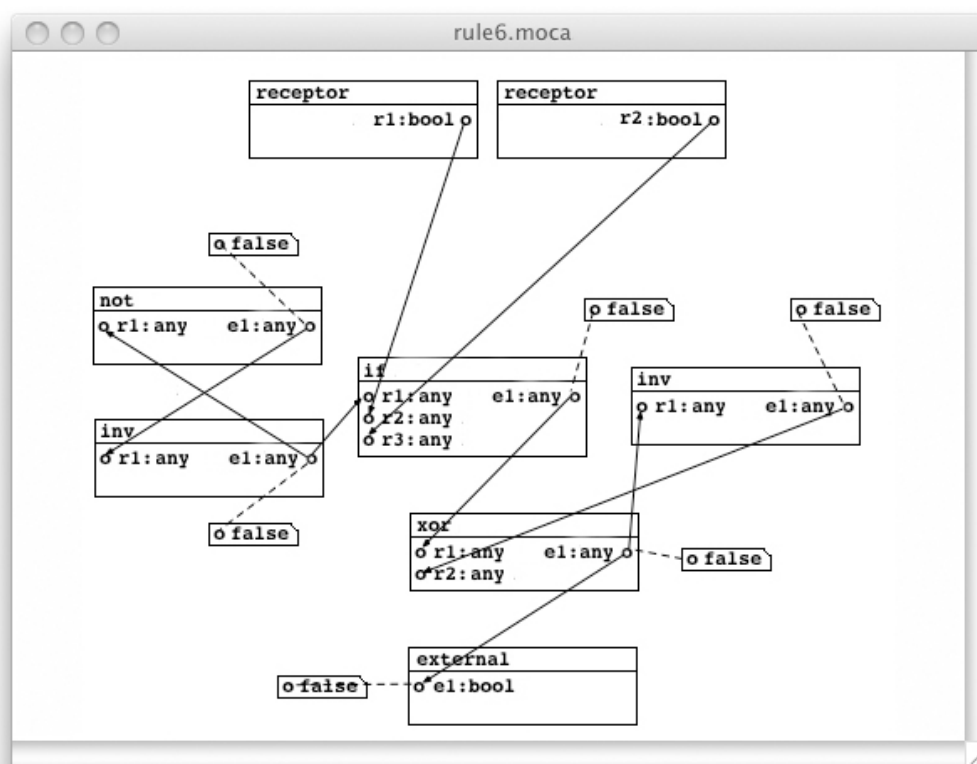 rule6.moca
receptor
r1:bool
receptor
r2:bool
false
not
r1:any e1:any
false
false
if
r1:any e1:any
r2:any
r3:any
inv
r1:any e1:any
inv
r1:any e1:any
false
xor
r1:any e1:any
r2:any
false
external
false
e1:bool